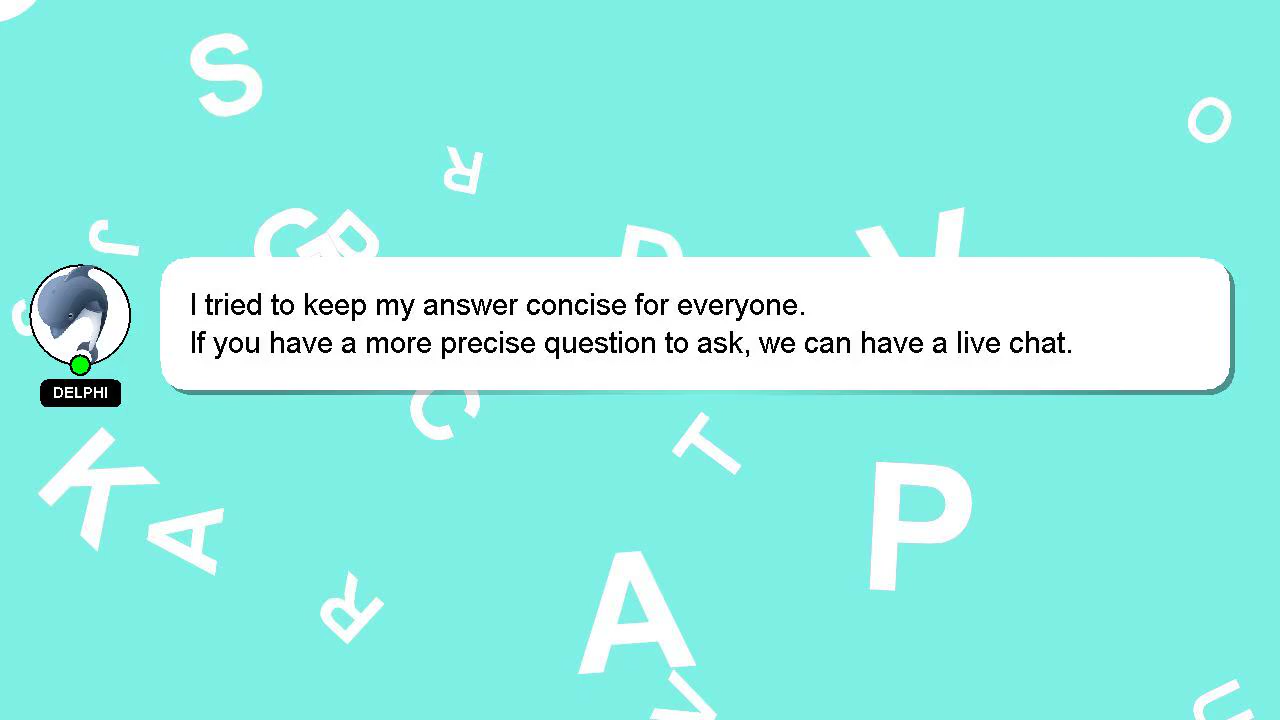 S
O
R
J
G
B
D
V
I tried to keep my answer concise for everyone.
If you have a more precise question to ask, we can have a live chat.
DELPHI
C
T
K
P
A
R
A
V
U